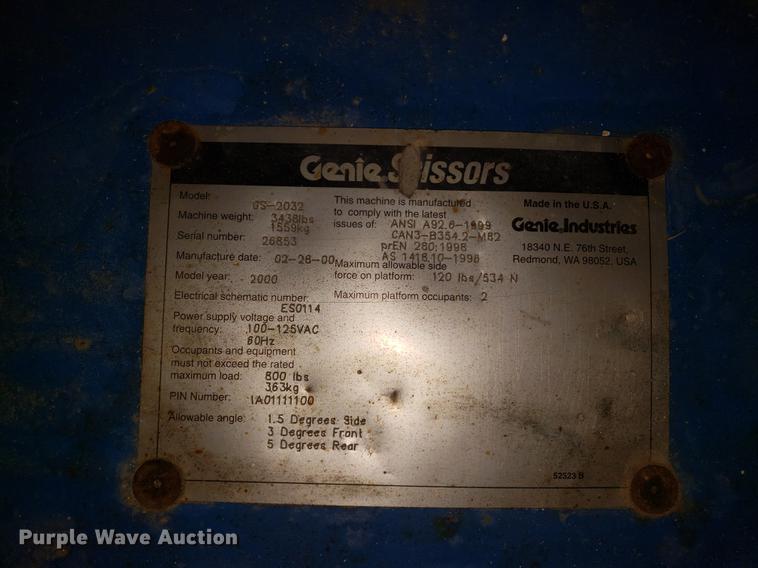 Genie Scissors
Model: GS-2032
Machine weight: 3438lbs
1559kg
Serial number: 26853
Manufacture date: 02-28-00
Model year: 2000
Electrical schematic number:
ES0114
Power supply voltage and
frequency: 100-125VAC
60Hz
Occupants and equipment
must not exceed the rated
maximum load: 800 lbs
363kg
PIN Number: 1A01111100
Allowable angle: 1.5 Degrees Side
3 Degrees Front
5 Degrees Rear
This machine is manufactured
to comply with the latest
issues of: ANSI A92.6-1999
CAN3-B354.2-M82
prEN 280:1998
AS 1418.10-1996
Maximum allowable side
force on platform: 120 lbs/534 N
Maximum platform occupants: 2
Made in the U.S.A.
Genie Industries
18340 N.E. 76th Street,
Redmond, WA 98052, USA
52523 B
Purple Wave Auction